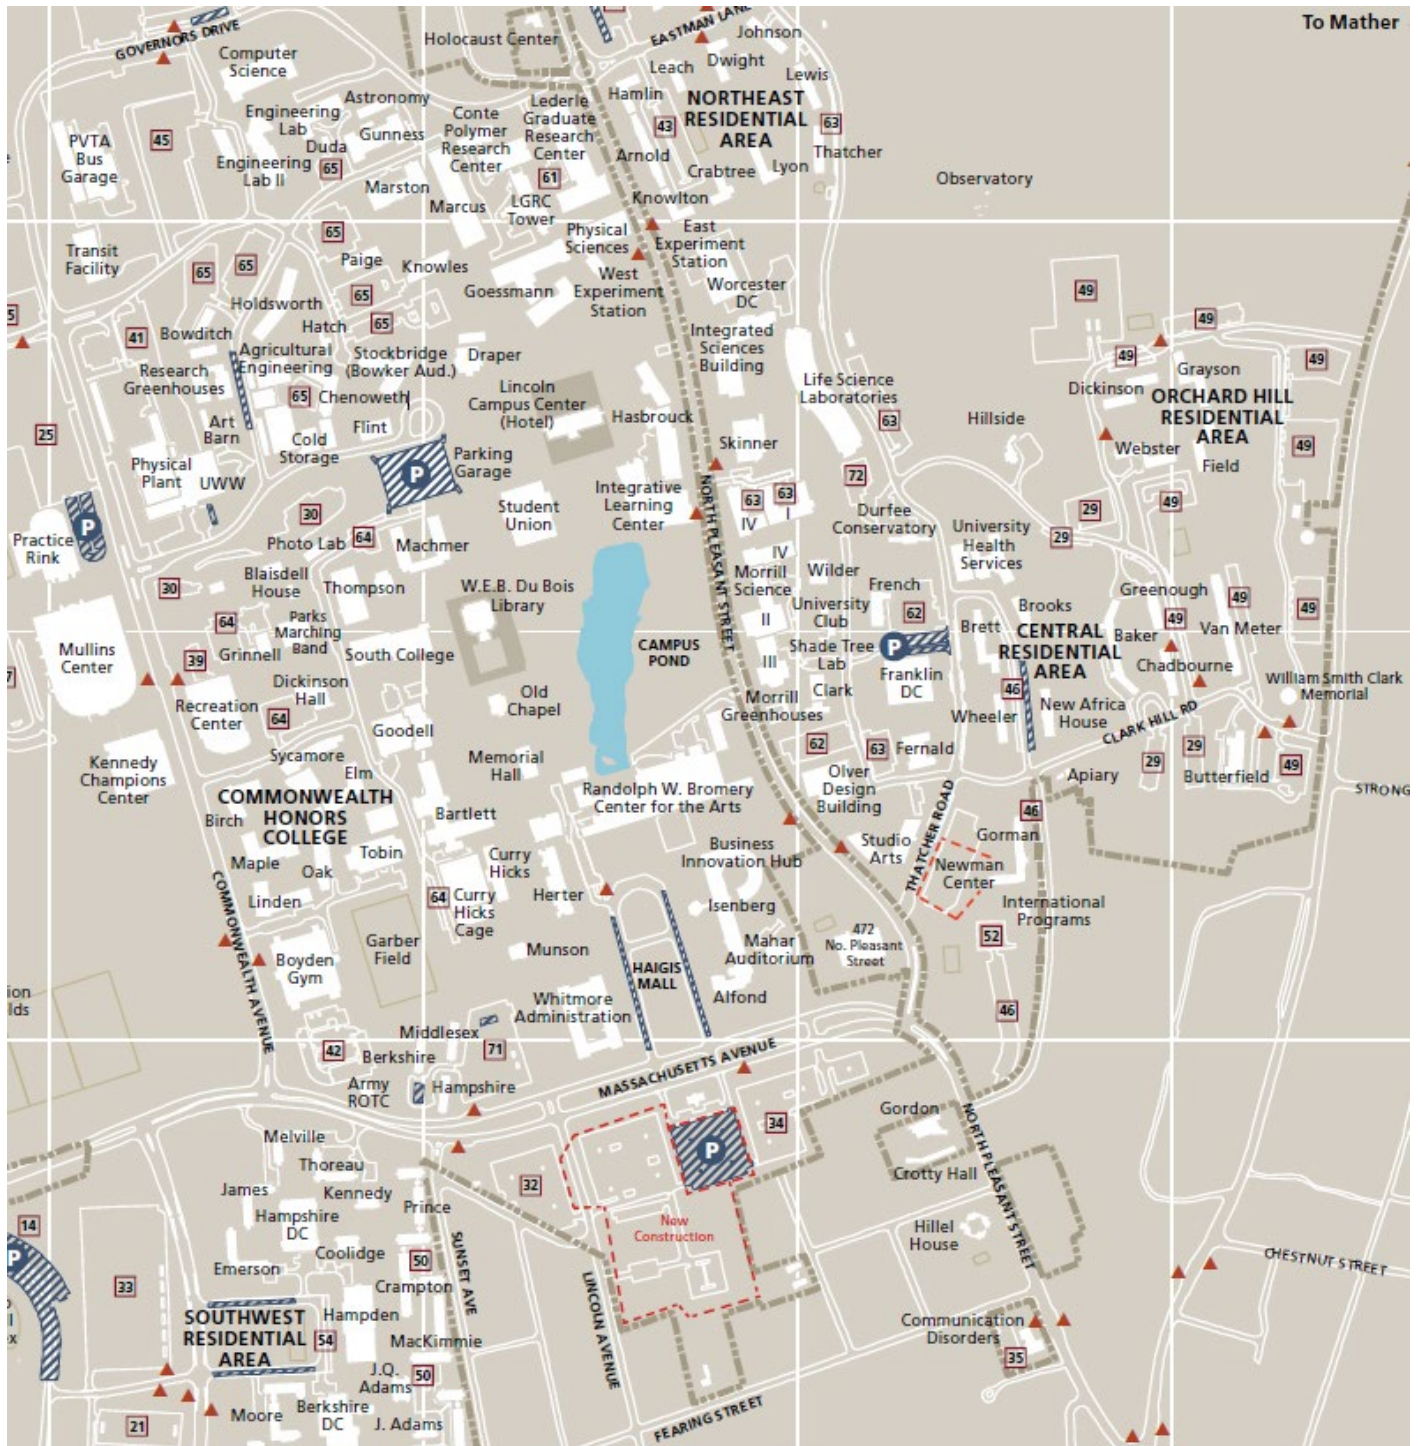 To Mather
GOVERNORS DRIVE
Holocaust Center
EASTMAN LANE
Johnson
Computer
Science
Leach
Dwight
Lewis
Hamlin
NORTHEAST
RESIDENTIAL
AREA
Astronomy
Engineering
Lab
Gunness
Conte
Polymer
Research
Center
Lederle
Graduate
Research
Center
43
63
Thatcher
PVTA
Bus
Garage
45
Duda
65
Engineering
Lab II
Marston
Marcus
61
LGRC
Tower
Arnold
Crabtree
Lyon
Observatory
Knowlton
Transit
Facility
65
65
65
Paige
Knowles
Physical
Sciences
East
Experiment
Station
West
Experiment
Station
Goessmann
Worcester
DC
Holdsworth
65
Hatch
65
41
Bowditch
Agricultural
Engineering
Stockbridge
(Bowker Aud.)
Draper
Integrated
Sciences
Building
Research
Greenhouses
65
Chenoweth
Lincoln
Campus Center
(Hotel)
Hasbrouck
Life Science
Laboratories
63
49
49
49
49
Grayson
Dickinson
ORCHARD HILL
RESIDENTIAL
AREA
Hillside
Webster
Field
49
49
25
Art
Barn
Flint
Cold
Storage
P
Parking
Garage
Skinner
Physical
Plant
UWW
Integrative
Learning
Center
NORTH PLEASANT STREET
63
63
IV
I
72
Durfee
Conservatory
University
Health
Services
29
29
P
Practice
Rink
30
Photo Lab
64
Machmer
Student
Union
IV
Morrill
Science
II
III
Wilder
French
University
Club
62
30
Blaisdell
House
Thompson
W.E.B. Du Bois
Library
Greenough
49
49
49
Van Meter
Brooks
Brett
CENTRAL
RESIDENTIAL
AREA
Baker
Chadbourne
Mullins
Center
64
Grinnell
Parks
Marching
Band
South College
CAMPUS
POND
Shade Tree
Lab
P
Franklin
DC
39
Dickinson
Hall
Clark
Morrill
Greenhouses
46
Wheeler
New Africa
House
CLARK HILL RD
William Smith Clark
Memorial
Recreation
Center
64
Old
Chapel
Goodell
62
63
Fernald
29
29
49
Butterfield
Apiary
Kennedy
Champions
Center
Sycamore
Elm
Memorial
Hall
Randolph W. Bromery
Center for the Arts
Olver
Design
Building
THATCHER ROAD
46
STRONG
COMMONWEALTH
HONORS
COLLEGE
Birch
Bartlett
Maple
Oak
Tobin
Curry
Hicks
Business
Innovation Hub
Studio
Arts
Gorman
Newman
Center
Linden
64
Curry
Hicks
Cage
Herter
Isenberg
International
Programs
COMMONWEALTH AVENUE
Boyden
Gym
Garber
Field
Munson
HAIGIS
MALL
Mahar
Auditorium
472
No. Pleasant
Street
52
Whitmore
Administration
Alfond
46
Middlesex
42
Berkshire
71
Army
ROTC
Hampshire
MASSACHUSETTS AVENUE
34
Gordon
NORTH PLEASANT STREET
Melville
Thoreau
P
Crotty Hall
James
Kennedy
32
Prince
Hampshire
DC
New
Construction
Hillel
House
14
P
Coolidge
Emerson
50
SUNSET AVE
LINCOLN AVENUE
CHESTNUT STREET
33
Crampton
SOUTHWEST
RESIDENTIAL
AREA
Hampden
54
MacKimmie
Communication
Disorders
35
J.Q.
Adams
50
21
Moore
Berkshire
DC
J. Adams
FEARING STREET